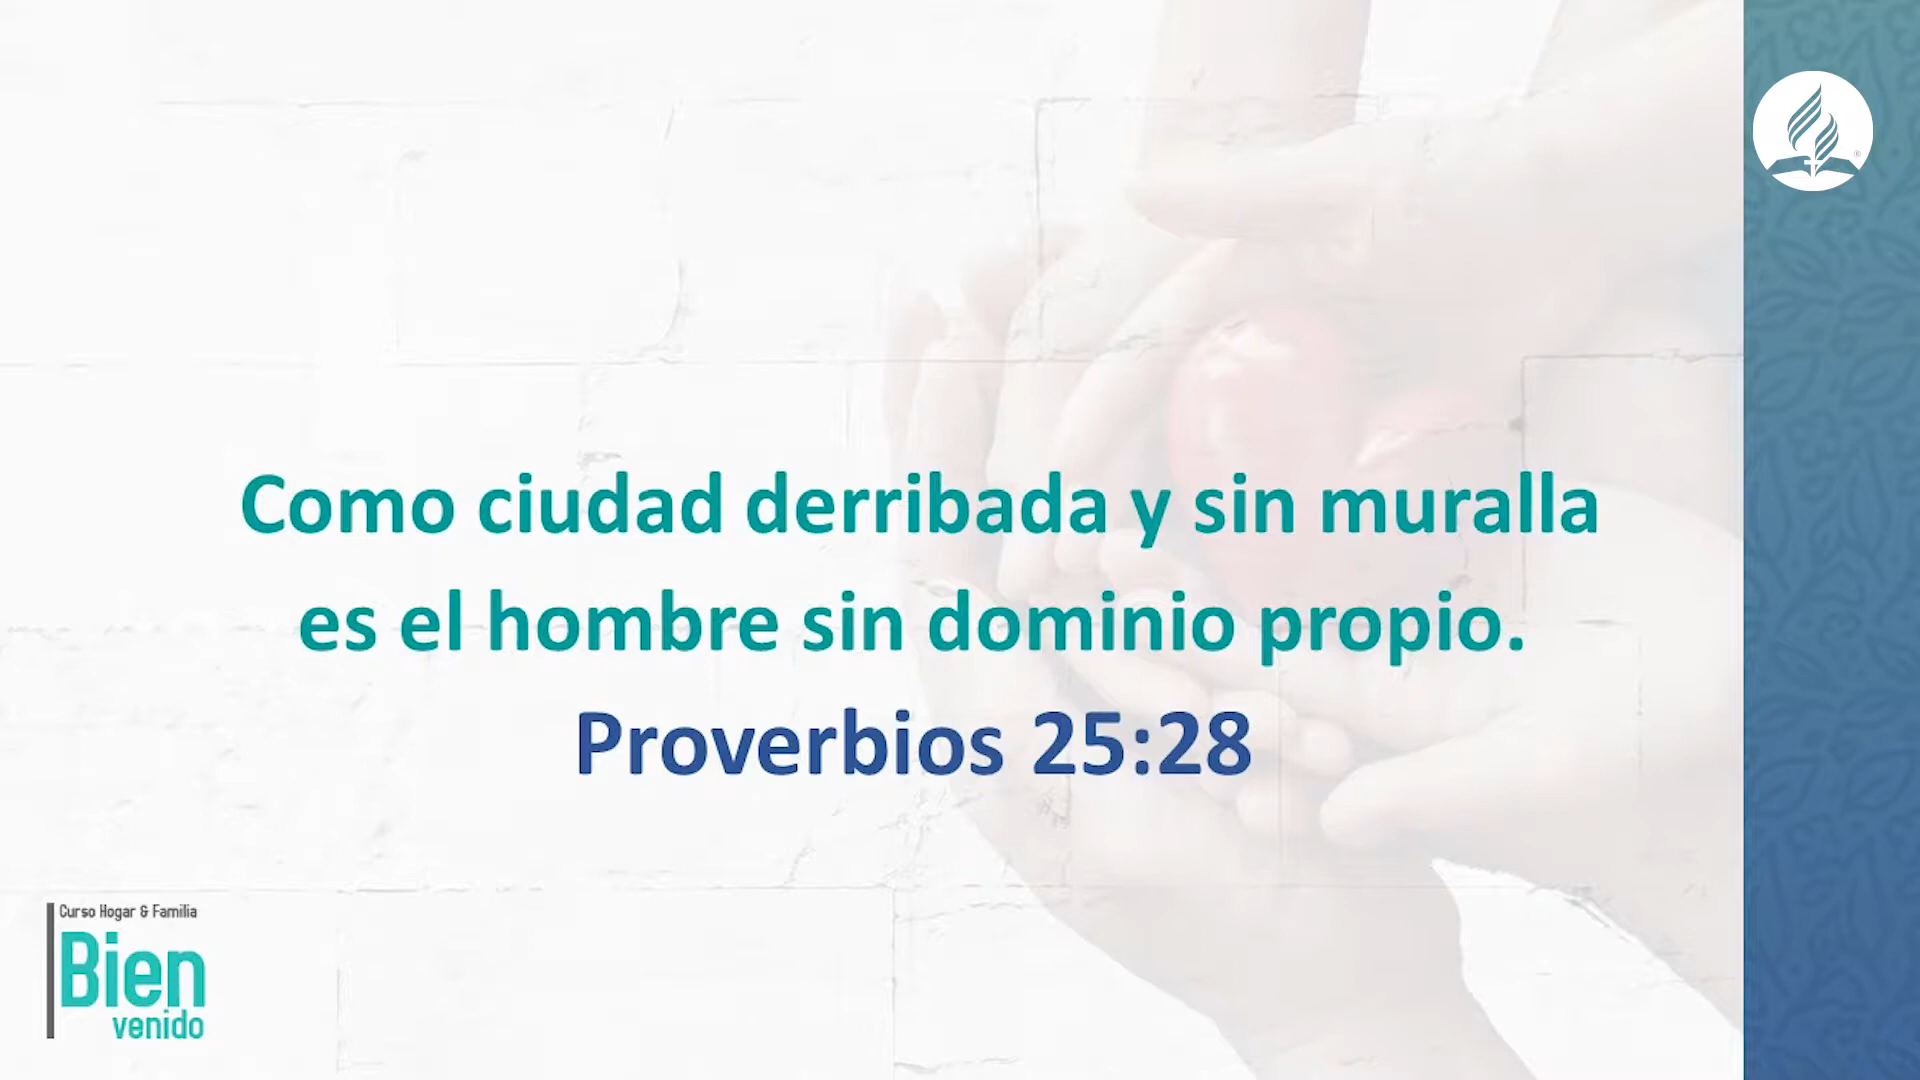 Como ciudad derribada y sin muralla
es el hombre sin dominio propio.
Proverbios 25:28
Curso Hogar & Familia
Bien
venido